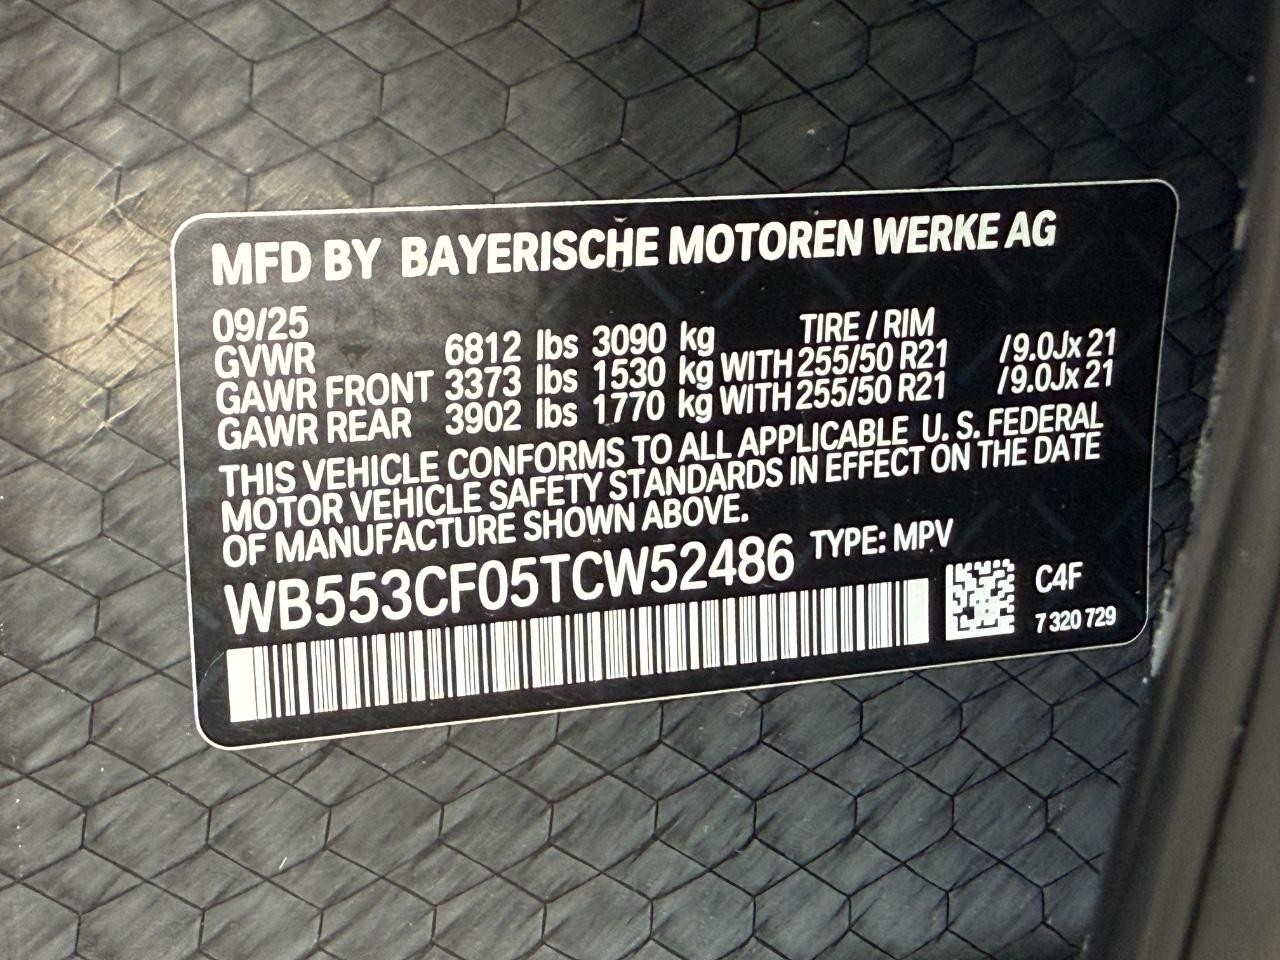 MFD BY BAYERISCHE MOTOREN WERKE AG
09/25 TIRE / RIM
GVWR 6812 lbs 3090 kg
GAWR FRONT 3373 lbs 1530 kg WITH 255/50 R21 /9.0Jx 21
GAWR REAR 3902 lbs 1770 kg WITH 255/50 R21 /9.0Jx 21
THIS VEHICLE CONFORMS TO ALL APPLICABLE U. S. FEDERAL
MOTOR VEHICLE SAFETY STANDARDS IN EFFECT ON THE DATE
OF MANUFACTURE SHOWN ABOVE.
WB553CF05TCW52486 TYPE: MPV
C4F
7 320 729